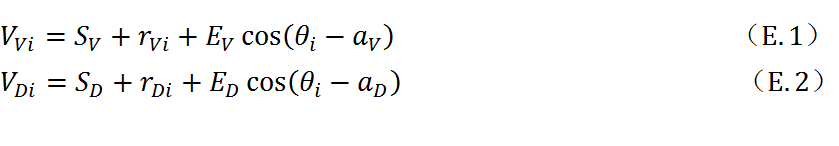 V_{Vi} = S_V + r_{Vi} + E_V cos(θ_i − a_V) （E.1）
V_{Di} = S_D + r_{Di} + E_D cos(θ_i − a_D) （E.2）